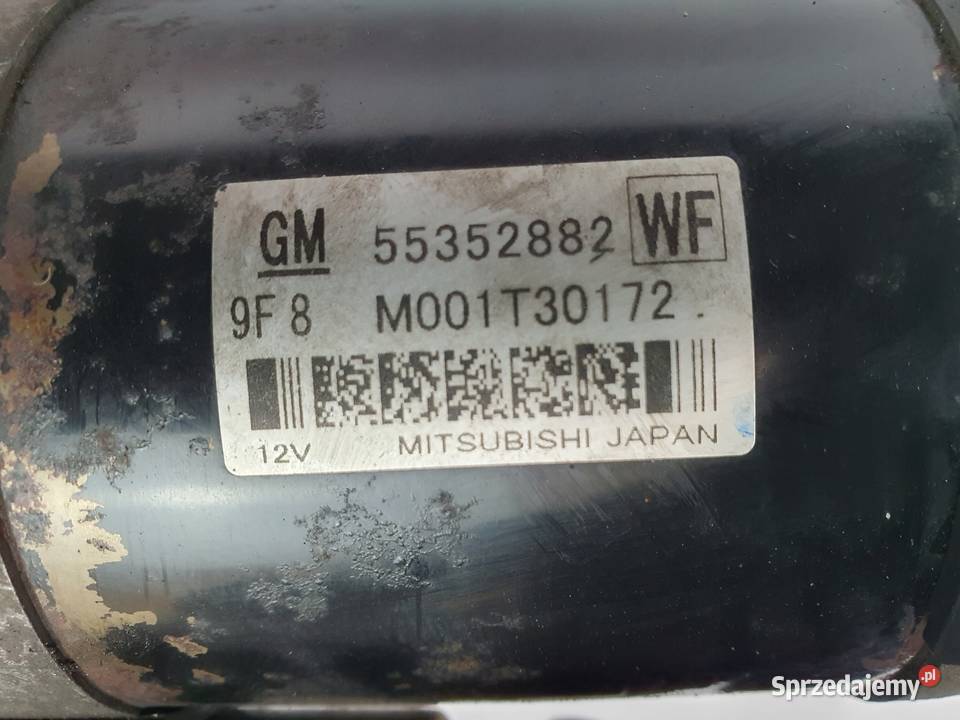 GM 55352882 WF
9F8 M001T30172.
12V MITSUBISHI JAPAN
Sprzedajemy.pl